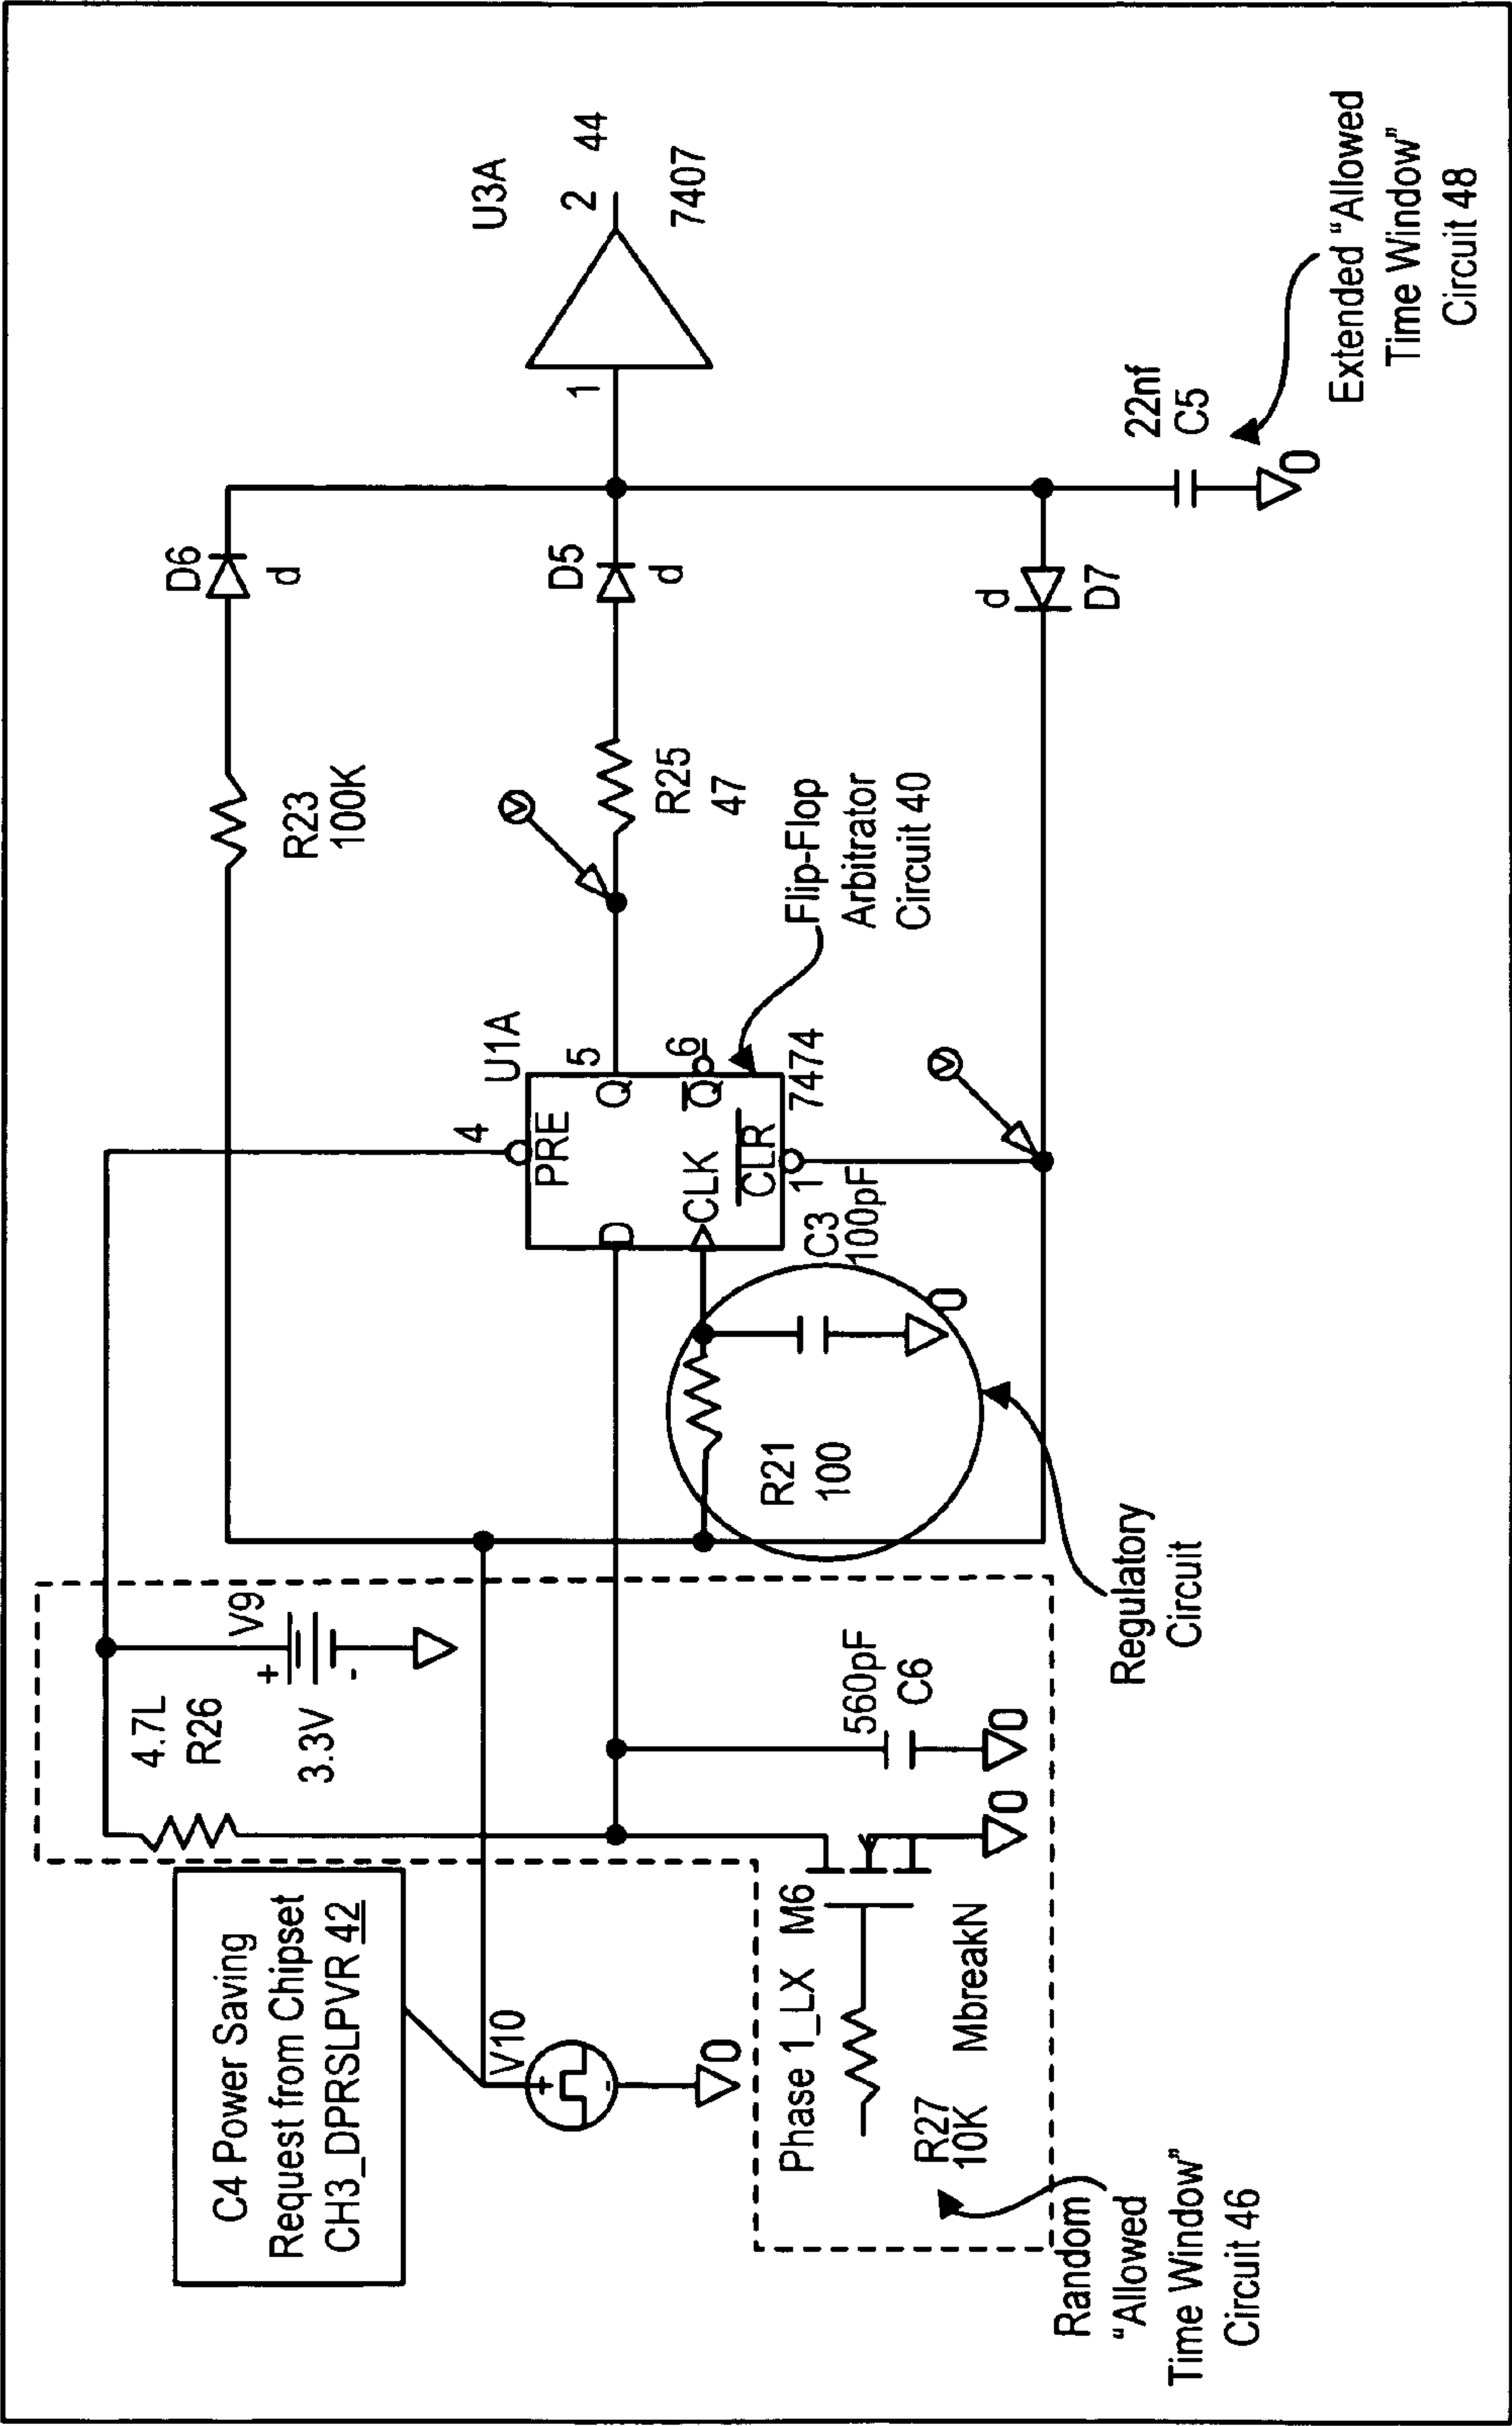 C4 Power Saving
Request from Chipset
CH3_DPRSLPVR 42
V10
+
-
0
4.7L
R26
V9
+
-
3.3V
Phase 1_LX M6
R27
10K
MbreakN
0
560pF
C6
0
Random
"Allowed
Time Window"
Circuit 46
R21
100
C3
100pF
0
Regulatory
Circuit
U1A
4
PRE
D
CLK
CLR
1
Q
5
Q
6
7474
Flip-Flop
Arbitrator
Circuit 40
V
V
R23
100K
D6
d
R25
47
D5
d
d
D7
1
U3A
2
44
7407
22nf
C5
0
Extended "Allowed
Time Window"
Circuit 48